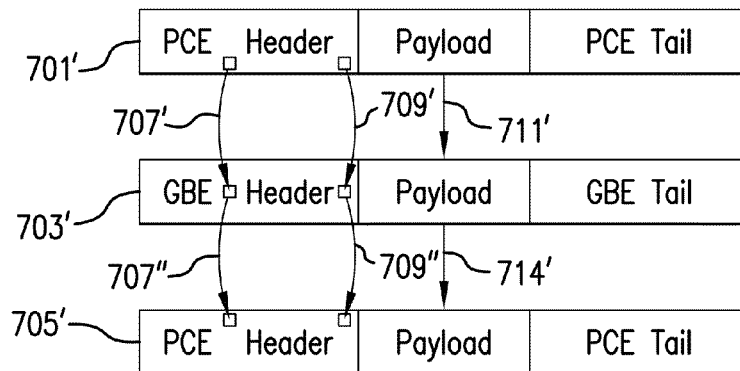 701' PCE Header Payload PCE Tail
707' 709' 711'
703' GBE Header Payload GBE Tail
707" 709" 714'
705' PCE Header Payload PCE Tail